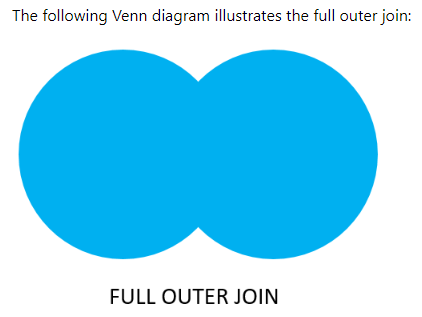 The following Venn diagram illustrates the full outer join:
FULL OUTER JOIN